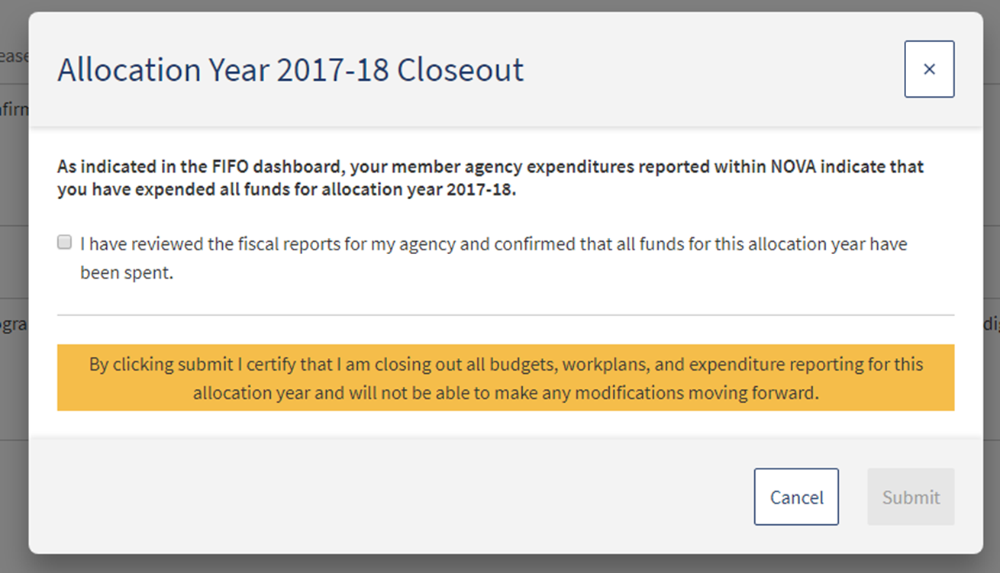 Allocation Year 2017-18 Closeout
×
As indicated in the FIFO dashboard, your member agency expenditures reported within NOVA indicate that
you have expended all funds for allocation year 2017-18.
I have reviewed the fiscal reports for my agency and confirmed that all funds for this allocation year have
been spent.
By clicking submit I certify that I am closing out all budgets, workplans, and expenditure reporting for this
allocation year and will not be able to make any modifications moving forward.
Cancel
Submit